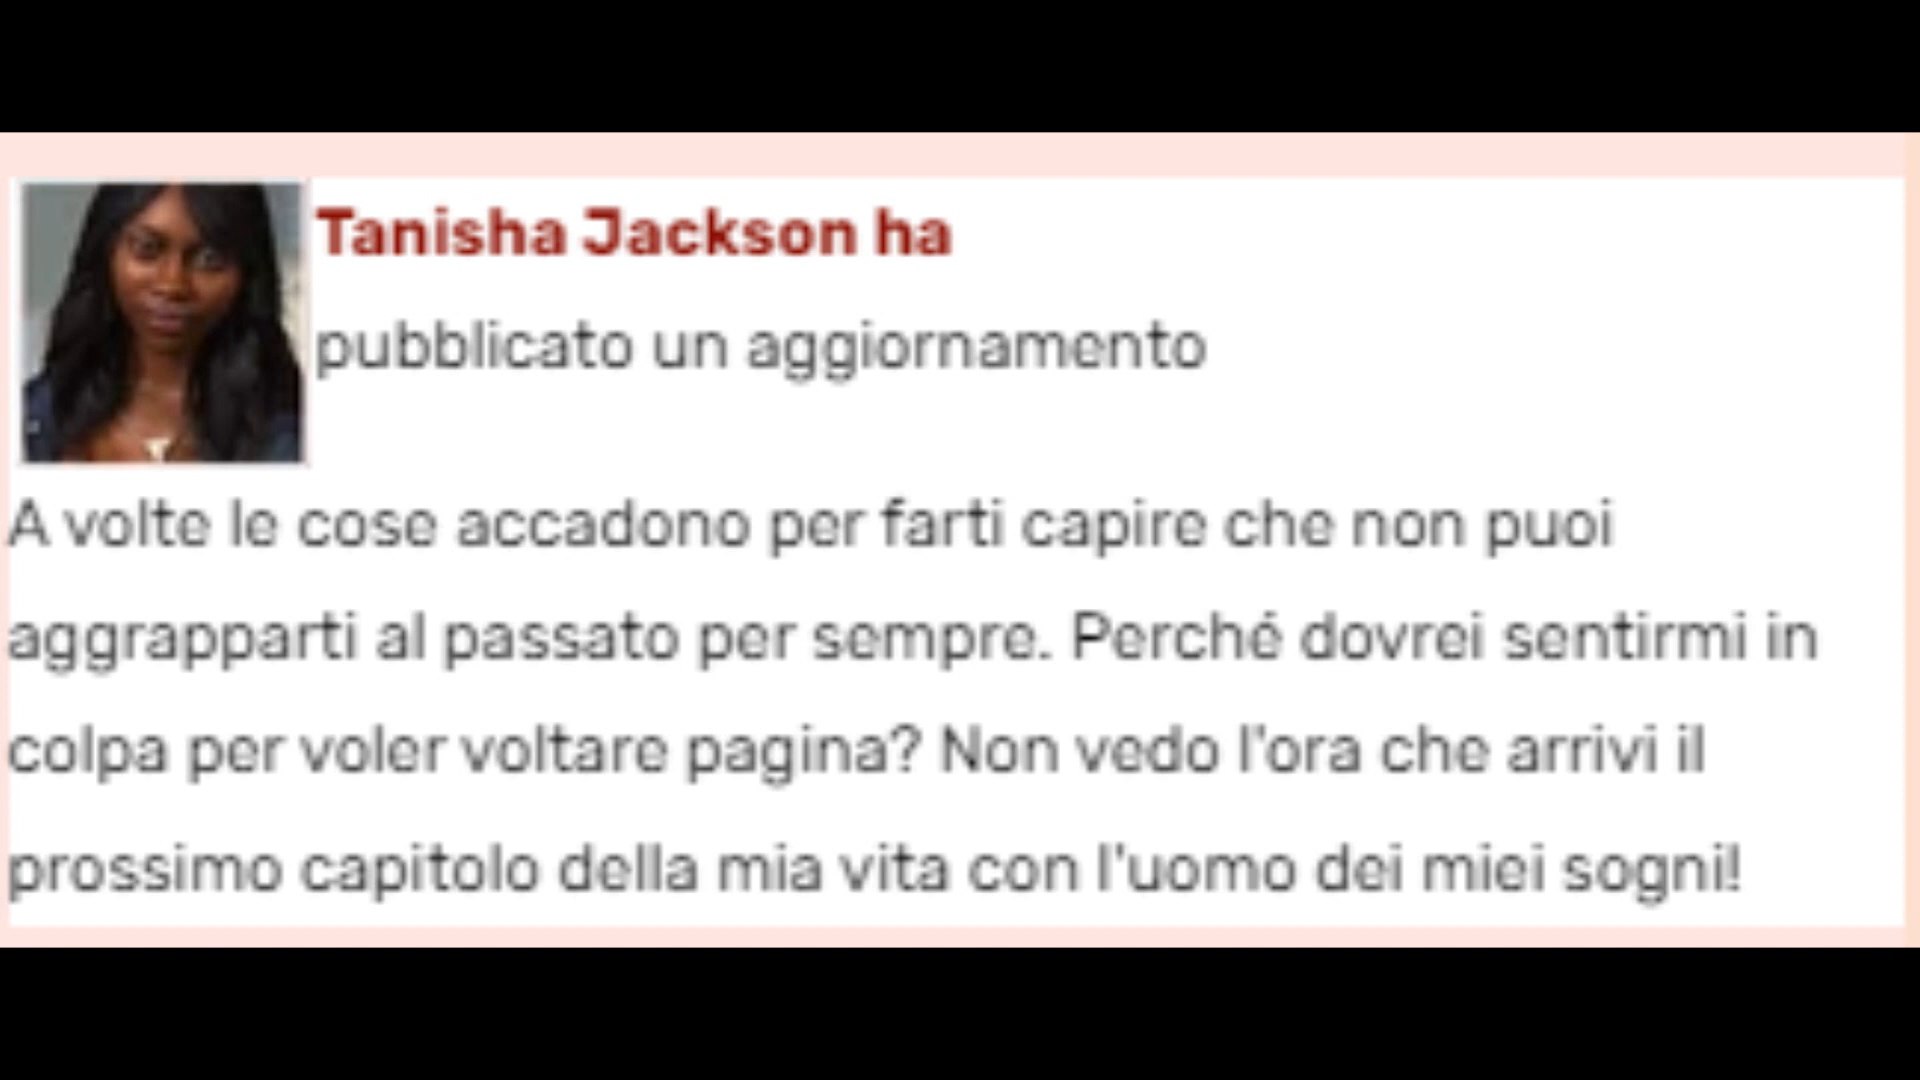 Tanisha Jackson ha
pubblicato un aggiornamento
A volte le cose accadono per farti capire che non puoi
aggrapparti al passato per sempre. Perché dovrei sentirmi in
colpa per voler voltare pagina? Non vedo l'ora che arrivi il
prossimo capitolo della mia vita con l'uomo dei miei sogni!